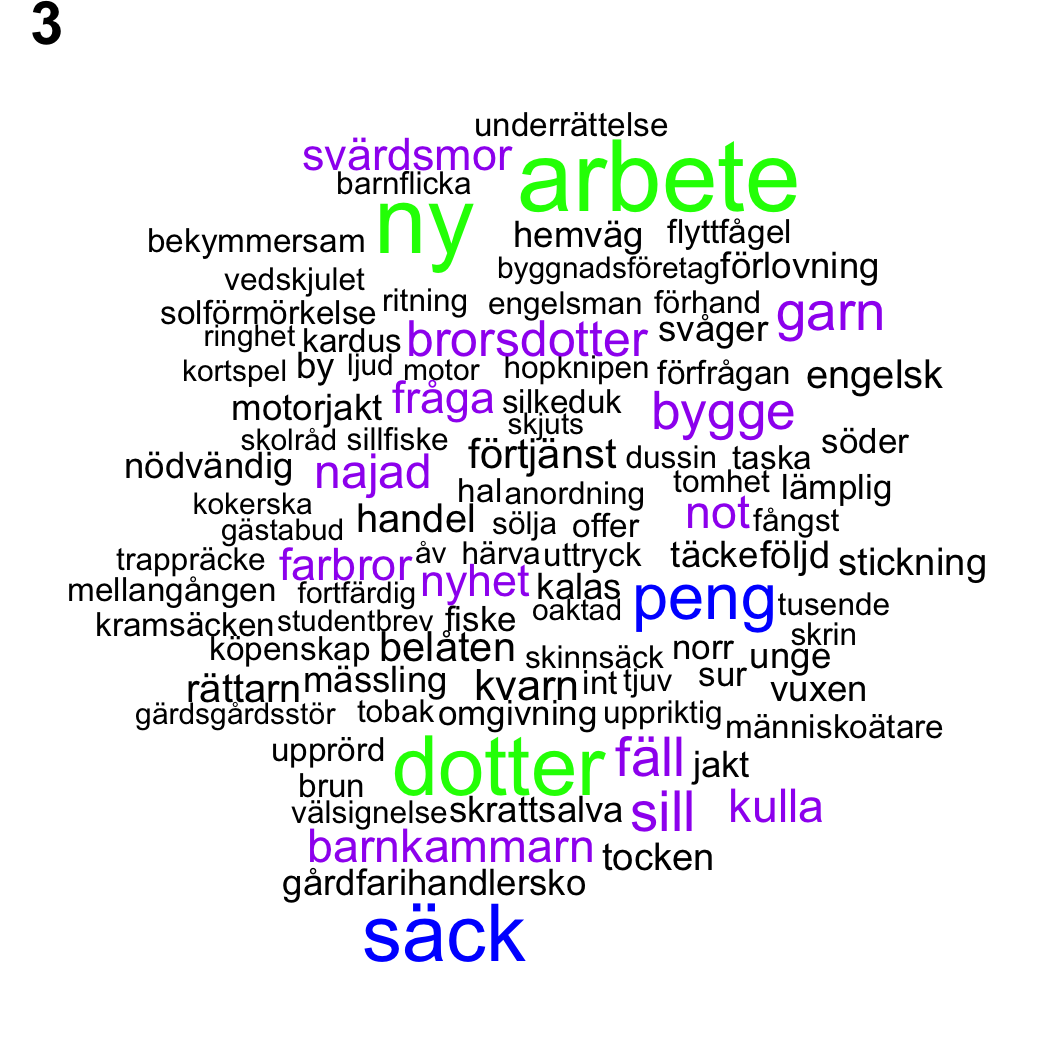 3
underrättelse
svärdsmor arbete
barnflicka
ny hemväg flyttfågel
bekymmersam
byggnadsföretag förlovning
vedskjulet
solförmörkelse ritning engelsman förhand garn
ringhet kardus brorsdotter svåger
kortspel by ljud motor hopknipen förfrågan engelsk
motorjakt fråga silkeduk bygge
skjuts
skolråd sillfiske förtjänst dussin taska söder
nödvändig najad
hal anordning tomhet lämplig
kokerska
gästabud handel sölja offer not fångst
trappräcke farbror åv härva uttryck täcke följd stickning
mellangången fortfärdig nyhet kalas peng tusende
kramsäcken studentbrev fiske oaktad skrin
köpenskap belåten skinnsäck norr unge
rättarn mässling kvarn int tjuv sur vuxen
gärdsgårdsstör tobak omgivning uppriktig människoätare
upprörd dotter fäll jakt
brun
välsignelse skrattsalva sill kulla
barnkammarn tocken
gårdfarihandlersko
säck